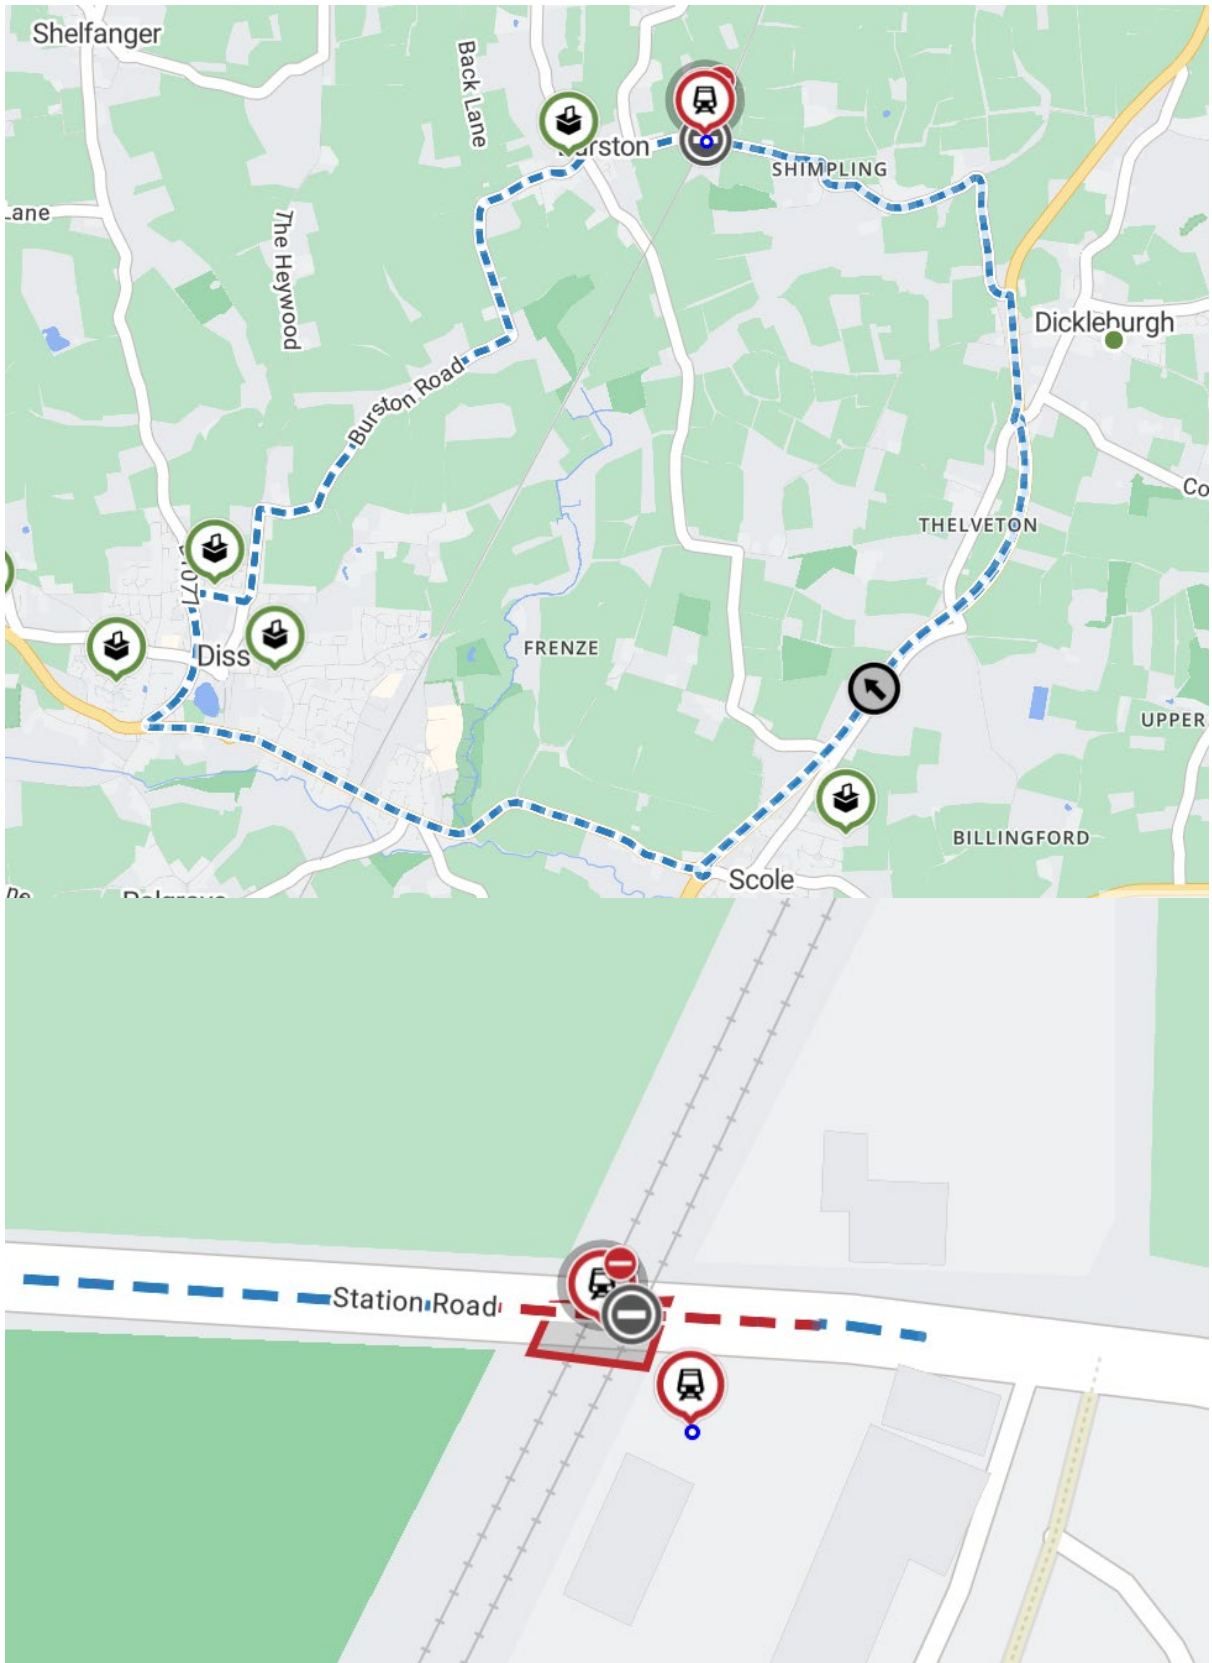 Shelfanger
Back Lane
SHIMPLING
Lane
The Heywood
Dickleburgh
Burston Road
Co
THELVETON
Diss
FRENZE
UPPER
BILLINGFORD
Scole
Station Road